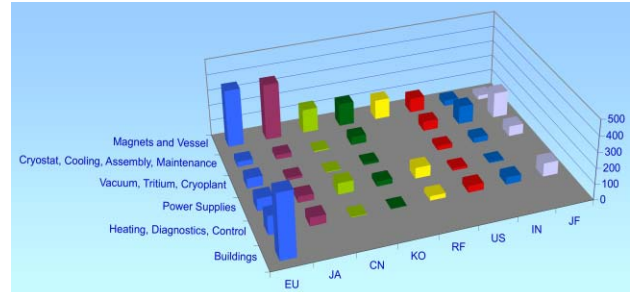 Magnets and Vessel
Cryostat, Cooling, Assembly, Maintenance
Vacuum, Tritium, Cryoplant
Power Supplies
Heating, Diagnostics, Control
Buildings
500
400
300
200
100
0
EU
JA
CN
KO
RF
US
IN
JF